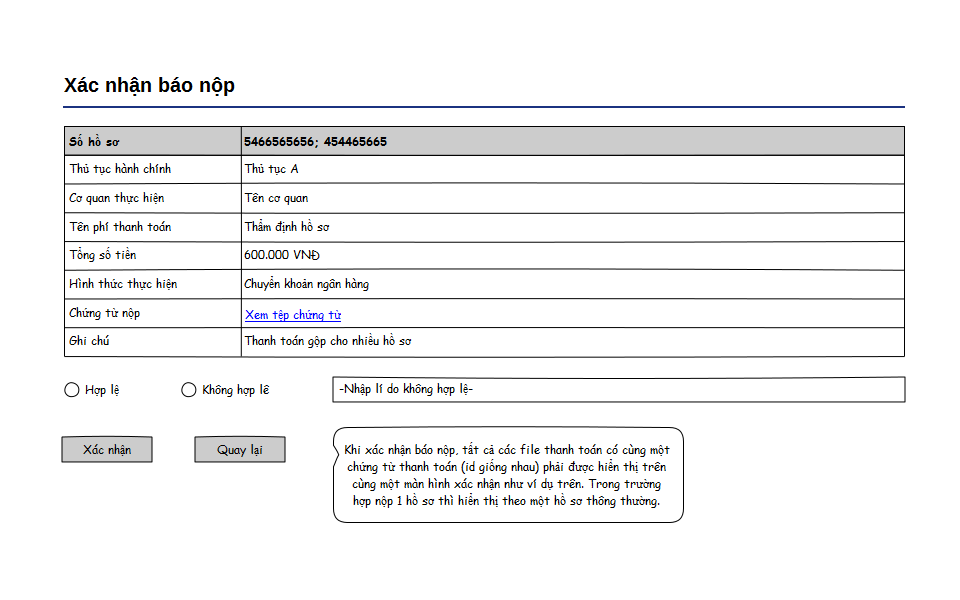 Xác nhận báo nộp
Số hồ sơ 5466565656; 454465665
Thủ tục hành chính Thủ tục A
Cơ quan thực hiện Tên cơ quan
Tên phí thanh toán Thẩm định hồ sơ
Tổng số tiền 600.000 VNĐ
Hình thức thực hiện Chuyển khoản ngân hàng
Chứng từ nộp Xem tệp chứng từ
Ghi chú Thanh toán gộp cho nhiều hồ sơ
Hợp lệ Không hợp lê -Nhập lí do không hợp lệ-
Xác nhận Quay lại
Khi xác nhận báo nộp, tất cả các file thanh toán có cùng một
chứng từ thanh toán (id giống nhau) phải được hiển thị trên
cùng một màn hình xác nhận như ví dụ trên. Trong trường
hợp nộp 1 hồ sơ thì hiển thị theo một hồ sơ thông thường.